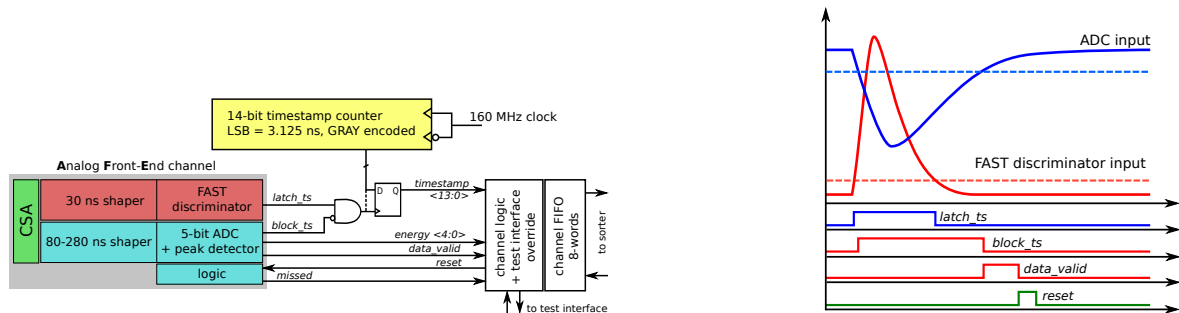 14-bit timestamp counter
LSB = 3.125 ns, GRAY encoded
160 MHz clock
Analog Front-End channel
CSA
30 ns shaper
FAST
discriminator
latch_ts
D Q
timestamp
<13:0>
80-280 ns shaper
5-bit ADC
+ peak detector
block_ts
energy <4:0>
data_valid
reset
logic
missed
channel logic
+ test interface
override
channel FIFO
8-words
to sorter
to test interface
ADC input
FAST discriminator input
latch_ts
block_ts
data_valid
reset